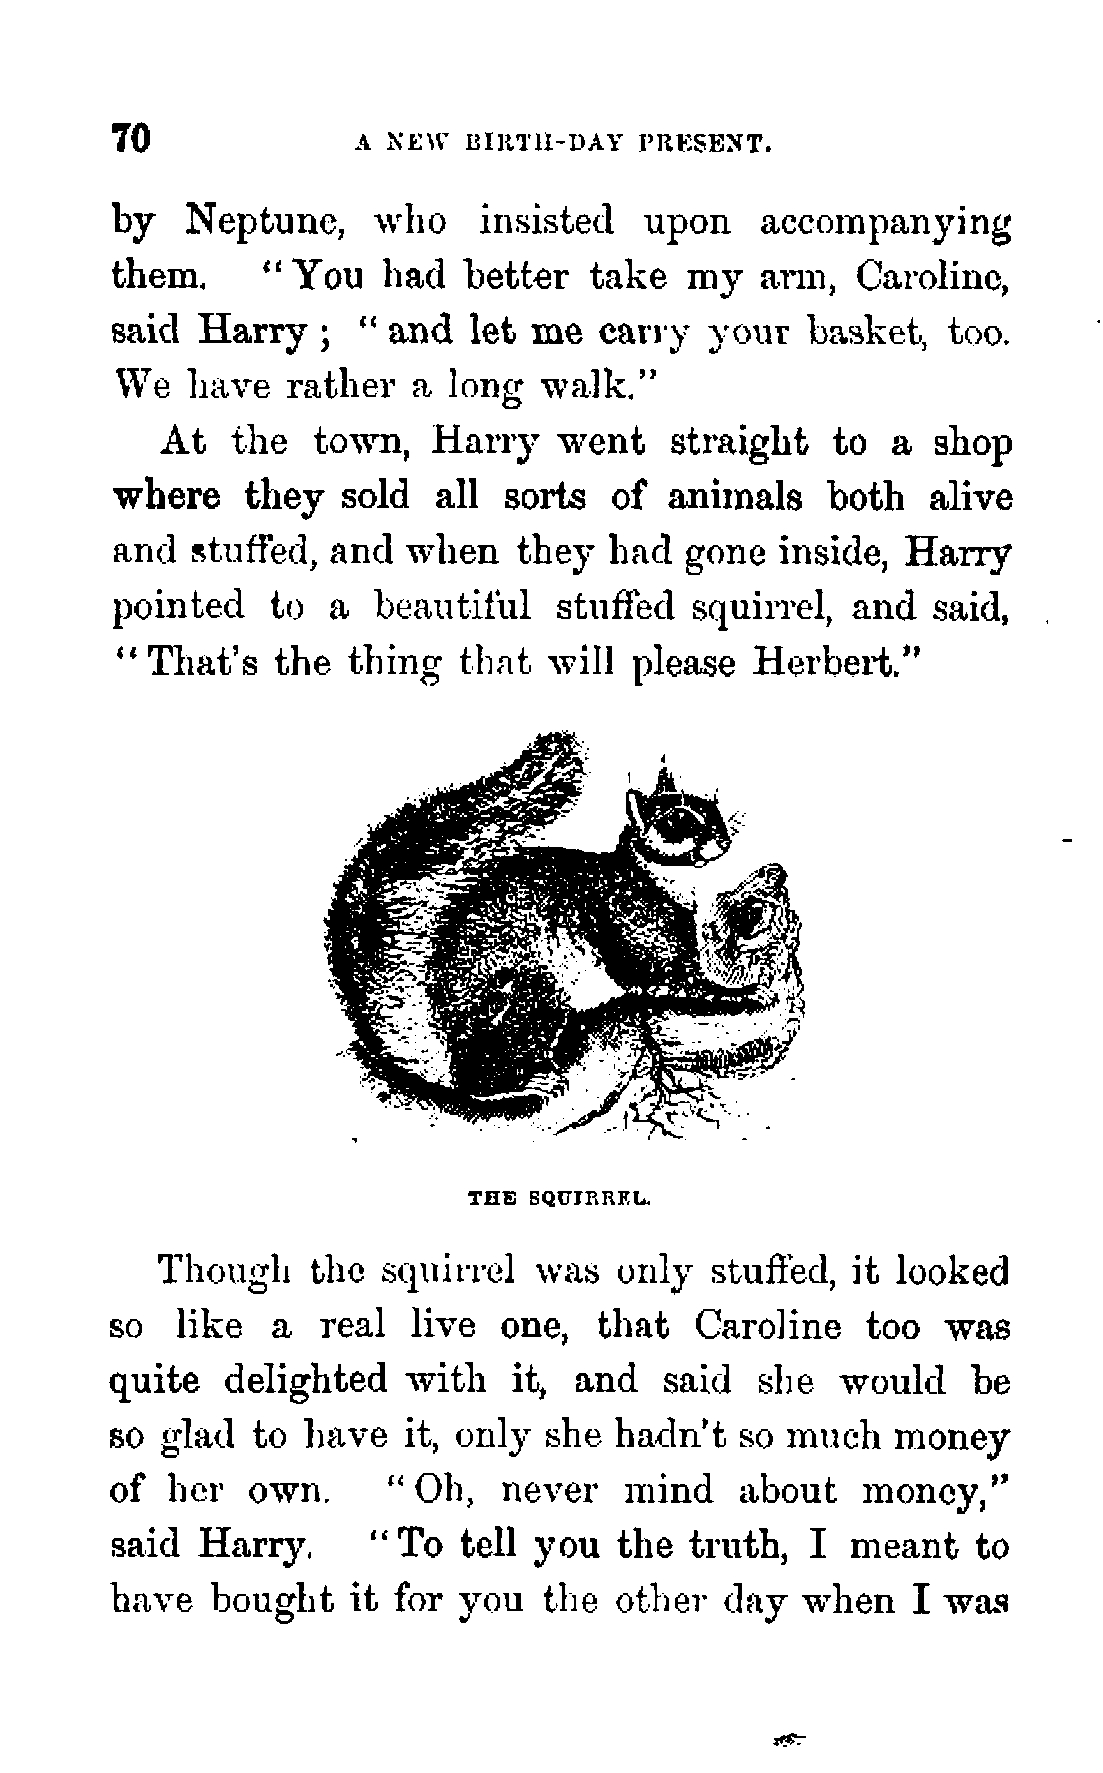 70 A NEW BIRTH-DAY PRESENT.
by Neptune, who insisted upon accompanying
them. "You had better take my arm, Caroline,
said Harry; "and let me carry your basket, too.
We have rather a long walk."
At the town, Harry went straight to a shop
where they sold all sorts of animals both alive
and stuffed, and when they had gone inside, Harry
pointed to a beautiful stuffed squirrel, and said,
"That's the thing that will please Herbert."
THE SQUIRREL.
Though the squirrel was only stuffed, it looked
so like a real live one, that Caroline too was
quite delighted with it, and said she would be
so glad to have it, only she hadn't so much money
of her own. "Oh, never mind about money,"
said Harry. "To tell you the truth, I meant to
have bought it for you the other day when I was